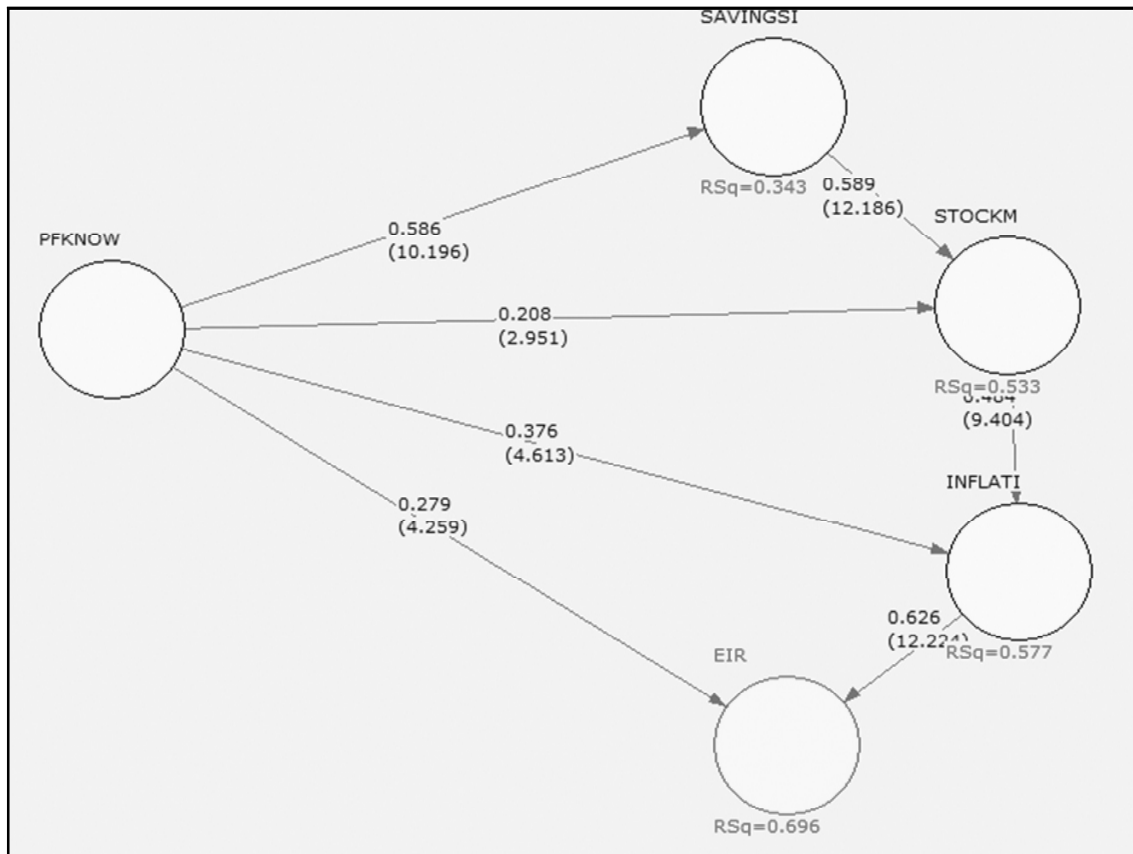 SAVINGSI
RSq=0.343
0.589
(12.186)
STOCKM
PFKNOW
0.586
(10.196)
0.208
(2.951)
RSq=0.533
(9.404)
0.376
(4.613)
INFLATI
0.279
(4.259)
0.626
(12.224)
RSq=0.577
EIR
RSq=0.696